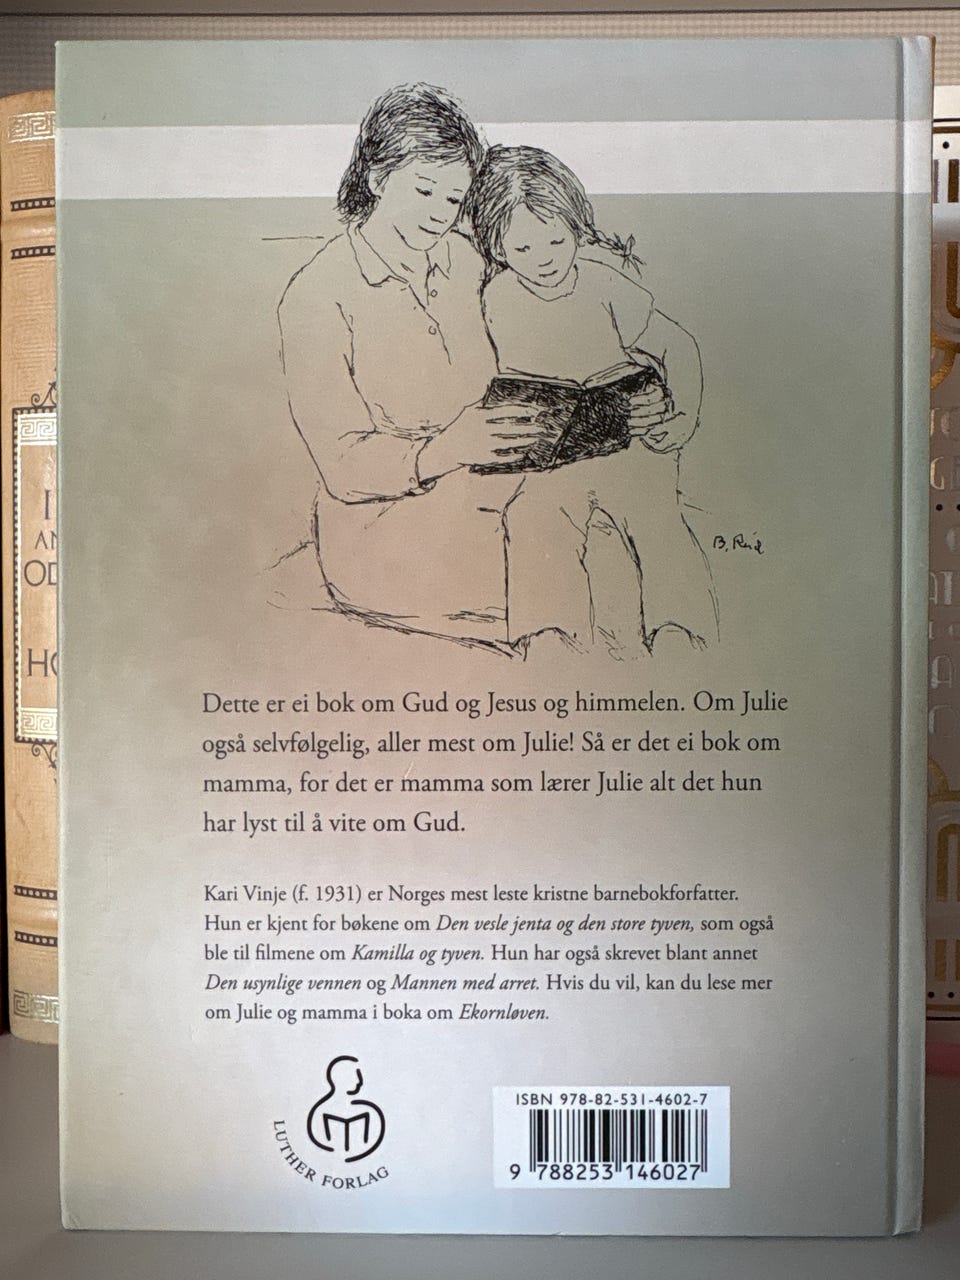 B. Reid
Dette er ei bok om Gud og Jesus og himmelen. Om Julie
også selvfølgelig, aller mest om Julie! Så er det ei bok om
mamma, for det er mamma som lærer Julie alt det hun
har lyst til å vite om Gud.
Kari Vinje (f. 1931) er Norges mest leste kristne barnebokforfatter.
Hun er kjent for bøkene om Den vesle jenta og den store tyven, som også
ble til filmene om Kamilla og tyven. Hun har også skrevet blant annet
Den usynlige vennen og Mannen med arret. Hvis du vil, kan du lese mer
om Julie og mamma i boka om Ekornløven.
LUTHER FORLAG
ISBN 978-82-531-4602-7
9 788253 146027